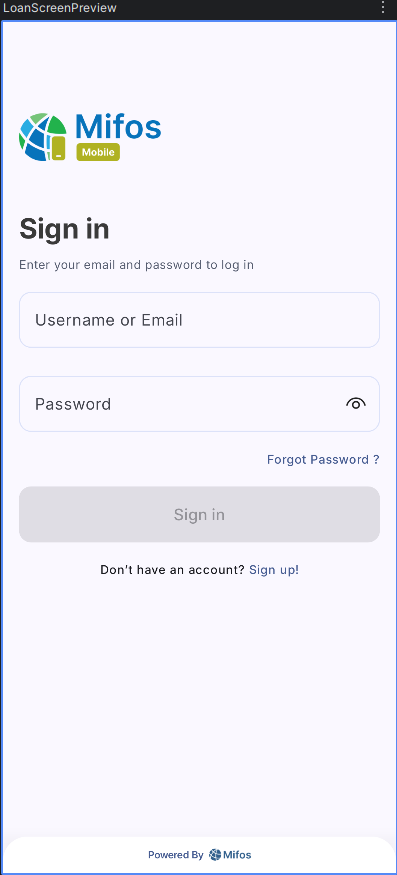 LoanScreenPreview
Mifos
Mobile
Sign in
Enter your email and password to log in
Username or Email
Password
Forgot Password ?
Sign in
Don't have an account? Sign up!
Powered By Mifos